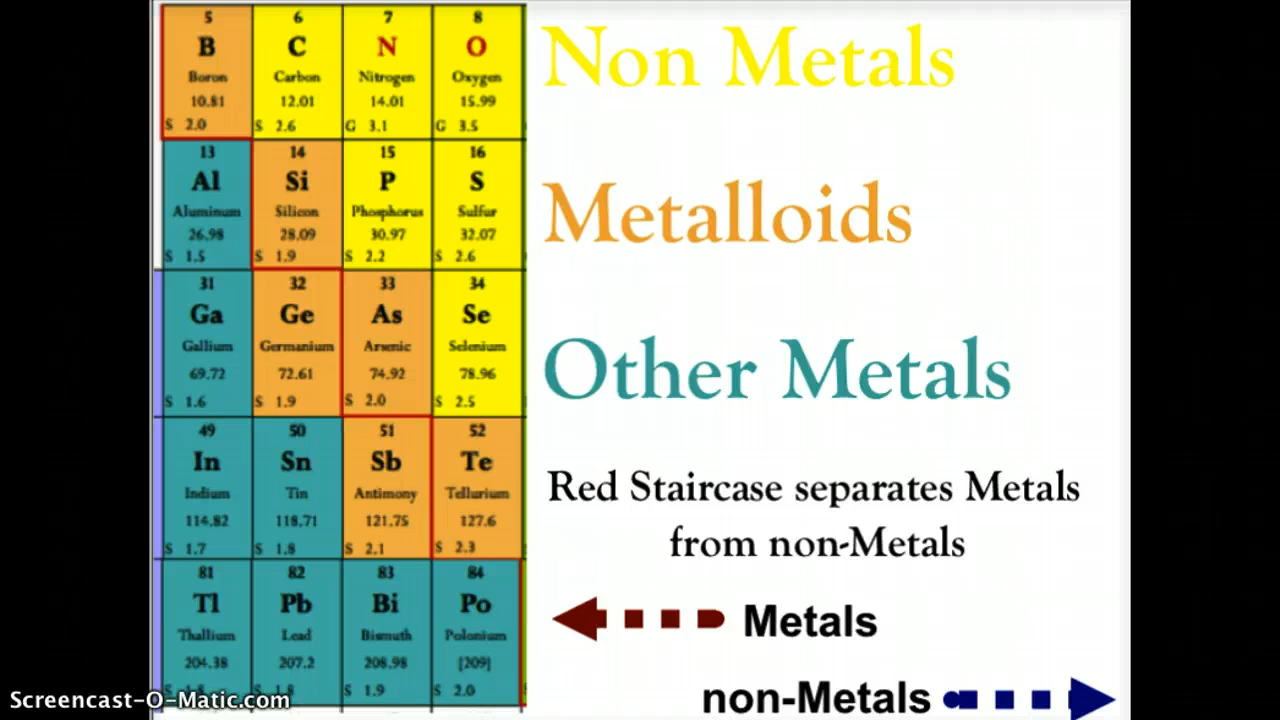 5 6 7 8
B C N O
Boron Carbon Nitrogen Oxygen
10.81 12.01 14.01 15.99
S 2.0 S 2.6 G 3.1 G 3.5
Non Metals
13 14 15 16
Al Si P S
Aluminum Silicon Phosphorus Sulfur
26.98 28.09 30.97 32.07
S 1.5 S 1.9 S 2.2 S 2.6
Metalloids
31 32 33 34
Ga Ge As Se
Gallium Germanium Arsenic Selenium
69.72 72.61 74.92 78.96
S 1.6 S 1.9 S 2.0 S 2.5
Other Metals
49 50 51 52
In Sn Sb Te
Indium Tin Antimony Tellurium
114.82 118.71 121.75 127.6
S 1.7 S 1.8 S 2.1 S 2.3
Red Staircase separates Metals
from non-Metals
81 82 83 84
Tl Pb Bi Po
Thallium Lead Bismuth Polonium
204.38 207.2 208.98 [209]
S 1.9 S 2.0
Metals
non-Metals
Screencast-O-Matic.com